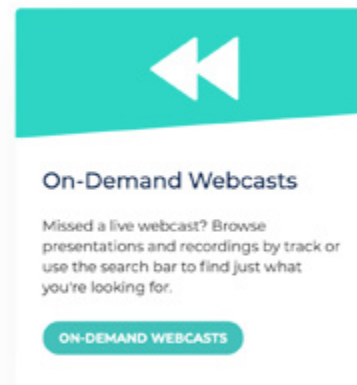 On-Demand Webcasts
Missed a live webcast? Browse
presentations and recordings by track or
use the search bar to find just what
you're looking for.
ON-DEMAND WEBCASTS